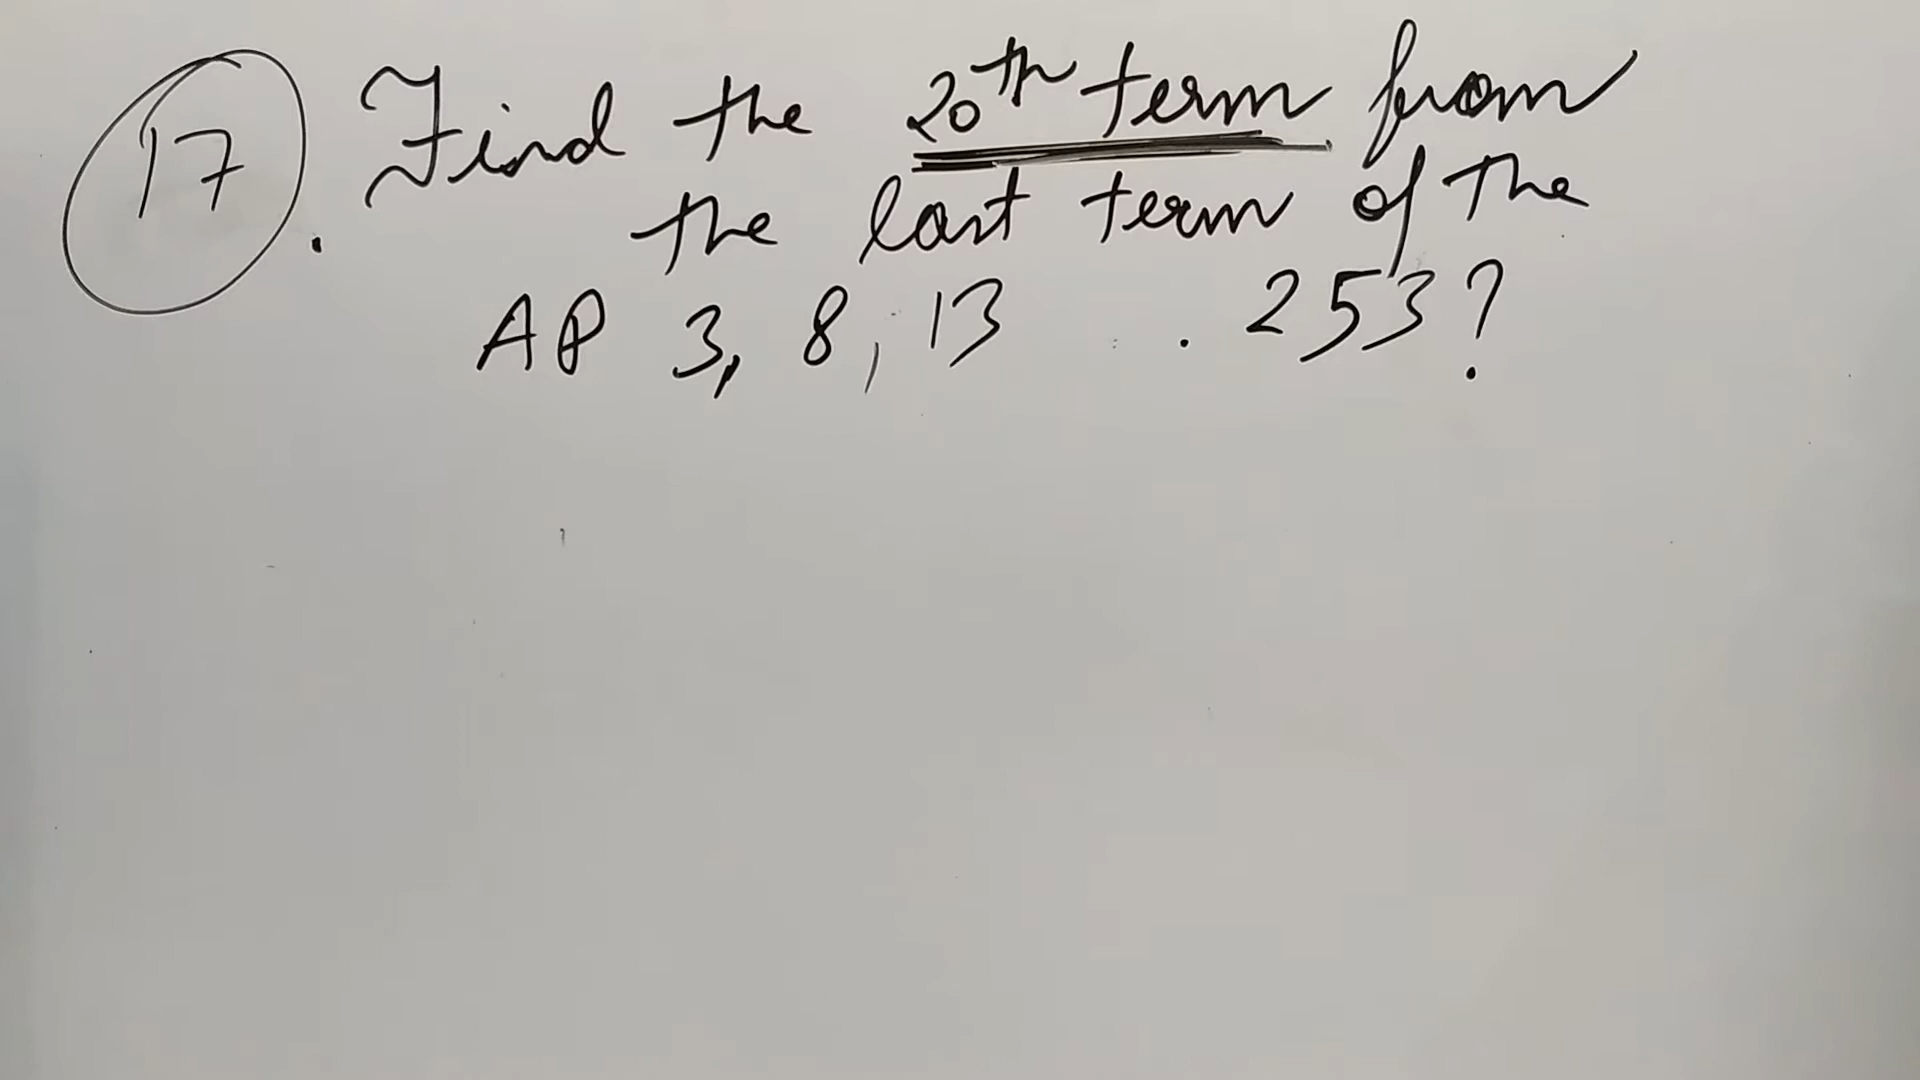 17. Find the 20th term from
the last term of the
AP 3, 8, 13 . . 253?